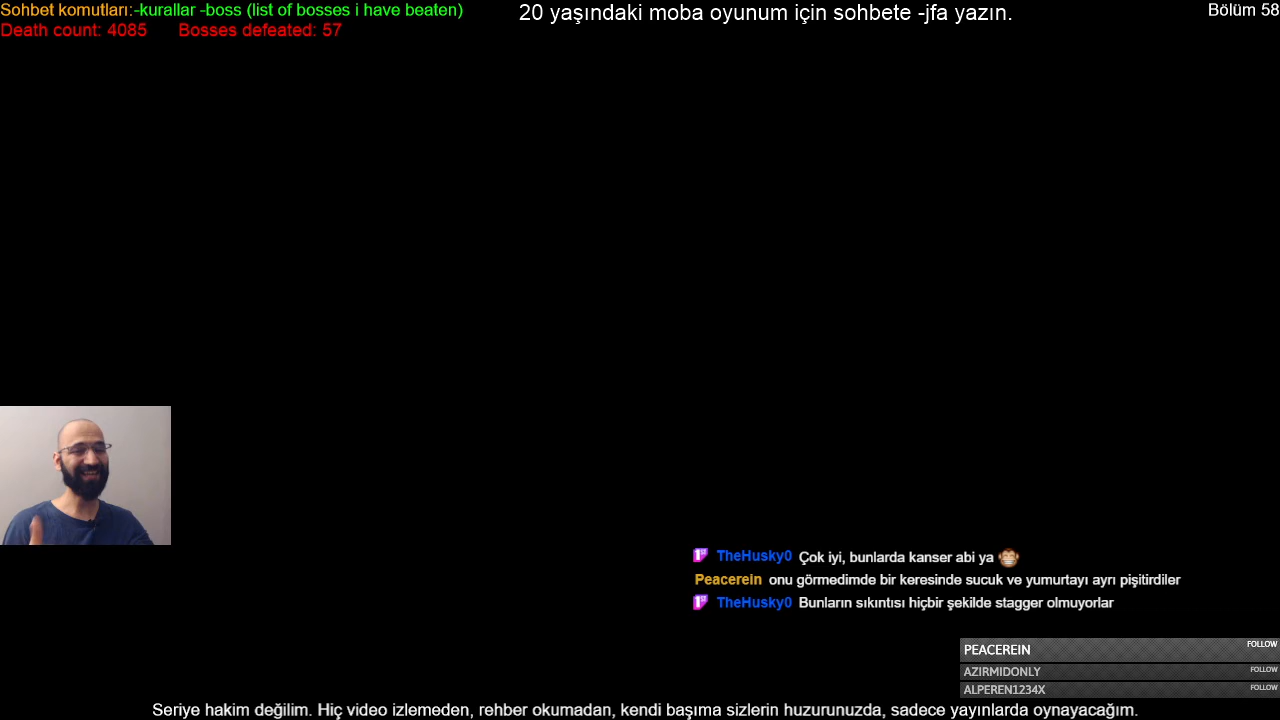 Sohbet komutları:-kurallar -boss (list of bosses i have beaten)
20 yaşındaki moba oyunum için sohbete -jfa yazın.
Bölüm 58
Death count: 4085 Bosses defeated: 57
TheHusky0 Çok iyi, bunlarda kanser abi ya
Peacerein onu görmedimde bir keresinde sucuk ve yumurtayı ayrı pişitirdiler
TheHusky0 Bunların sıkıntısı hiçbir şekilde stagger olmuyorlar
PEACEREIN FOLLOW
AZIRMIDONLY FOLLOW
ALPEREN1234X FOLLOW
Seriye hakim değilim. Hiç video izlemeden, rehber okumadan, kendi başıma sizlerin huzurunuzda, sadece yayınlarda oynayacağım.